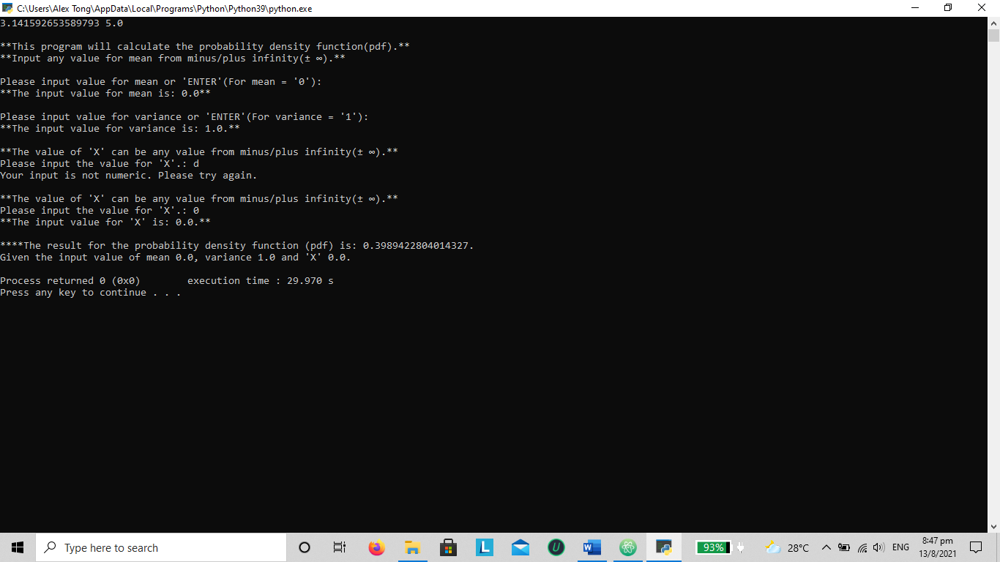 C:\Users\Alex Tong\AppData\Local\Programs\Python\Python39\python.exe
3.141592653589793 5.0
**This program will calculate the probability density function(pdf).**
**Input any value for mean from minus/plus infinity(± ∞).**
Please input value for mean or 'ENTER'(For mean = '0'):
**The input value for mean is: 0.0**
Please input value for variance or 'ENTER'(For variance = '1'):
**The input value for variance is: 1.0.**
**The value of 'X' can be any value from minus/plus infinity(± ∞).**
Please input the value for 'X'.: d
Your input is not numeric. Please try again.
**The value of 'X' can be any value from minus/plus infinity(± ∞).**
Please input the value for 'X'.: 0
**The input value for 'X' is: 0.0.**
****The result for the probability density function (pdf) is: 0.3989422804014327.
Given the input value of mean 0.0, variance 1.0 and 'X' 0.0.
Process returned 0 (0x0)        execution time : 29.970 s
Press any key to continue . . .
Type here to search
L
U
W
93%
28°C
ENG
8:47 pm
13/8/2021